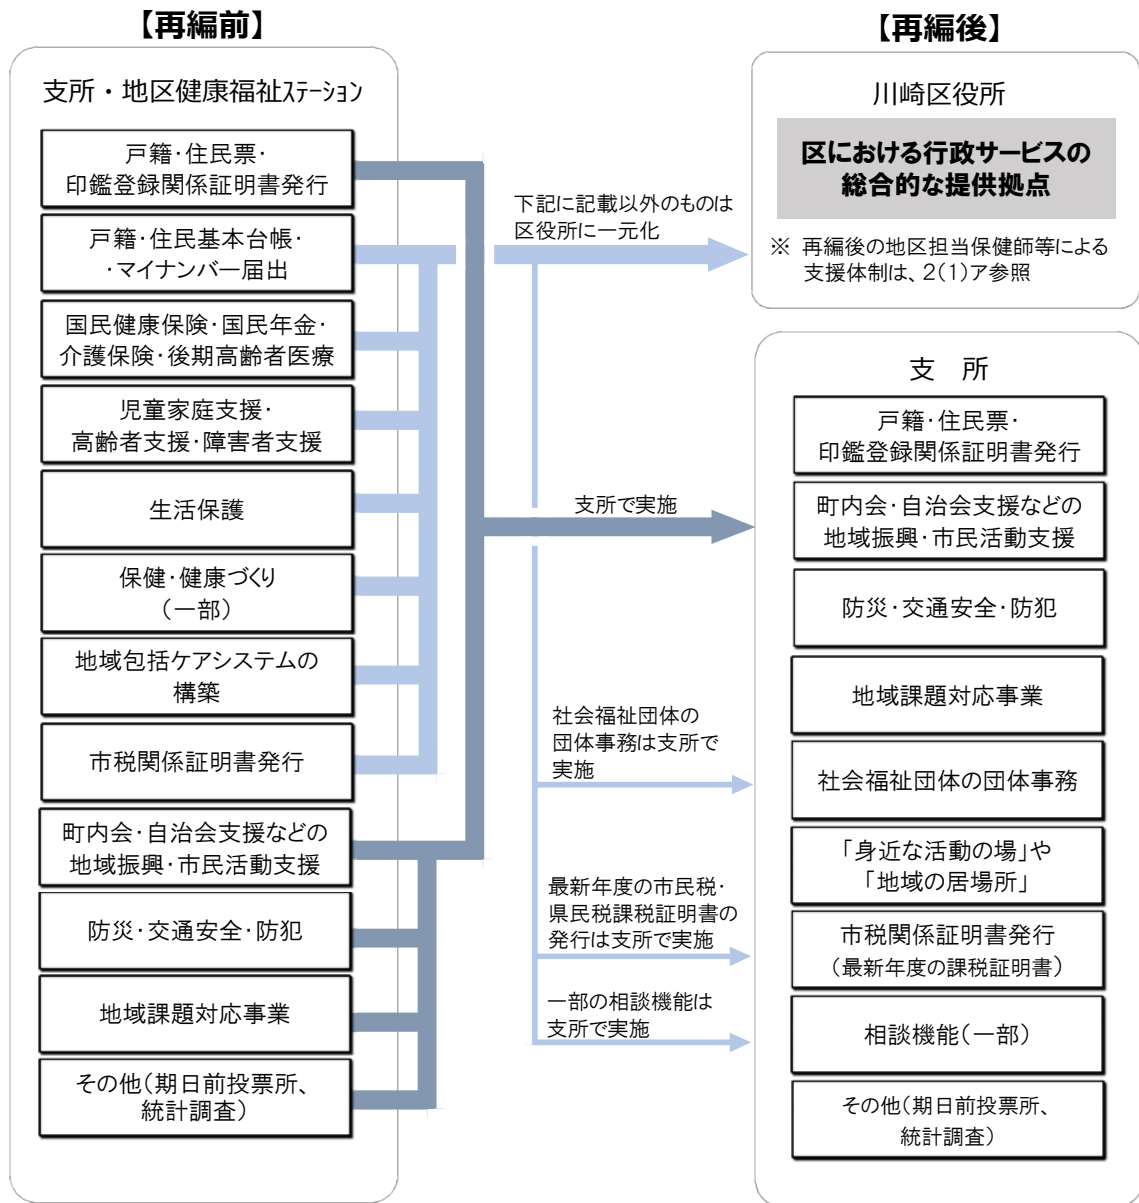 【再編前】
支所・地区健康福祉ステーション
戸籍・住民票・
印鑑登録関係証明書発行
戸籍・住民基本台帳・
・マイナンバー届出
国民健康保険・国民年金・
介護保険・後期高齢者医療
児童家庭支援・
高齢者支援・障害者支援
生活保護
保健・健康づくり
（一部）
地域包括ケアシステムの
構築
市税関係証明書発行
町内会・自治会支援などの
地域振興・市民活動支援
防災・交通安全・防犯
地域課題対応事業
その他（期日前投票所、
統計調査）
下記に記載以外のものは
区役所に一元化
支所で実施
社会福祉団体の
団体事務は支所で
実施
最新年度の市民税・
県民税課税証明書の
発行は支所で実施
一部の相談機能は
支所で実施
【再編後】
川崎区役所
区における行政サービスの
総合的な提供拠点
※ 再編後の地区担当保健師等による
支援体制は、2(1)ア参照
支　所
戸籍・住民票・
印鑑登録関係証明書発行
町内会・自治会支援などの
地域振興・市民活動支援
防災・交通安全・防犯
地域課題対応事業
社会福祉団体の団体事務
「身近な活動の場」や
「地域の居場所」
市税関係証明書発行
（最新年度の課税証明書）
相談機能（一部）
その他（期日前投票所、
統計調査）